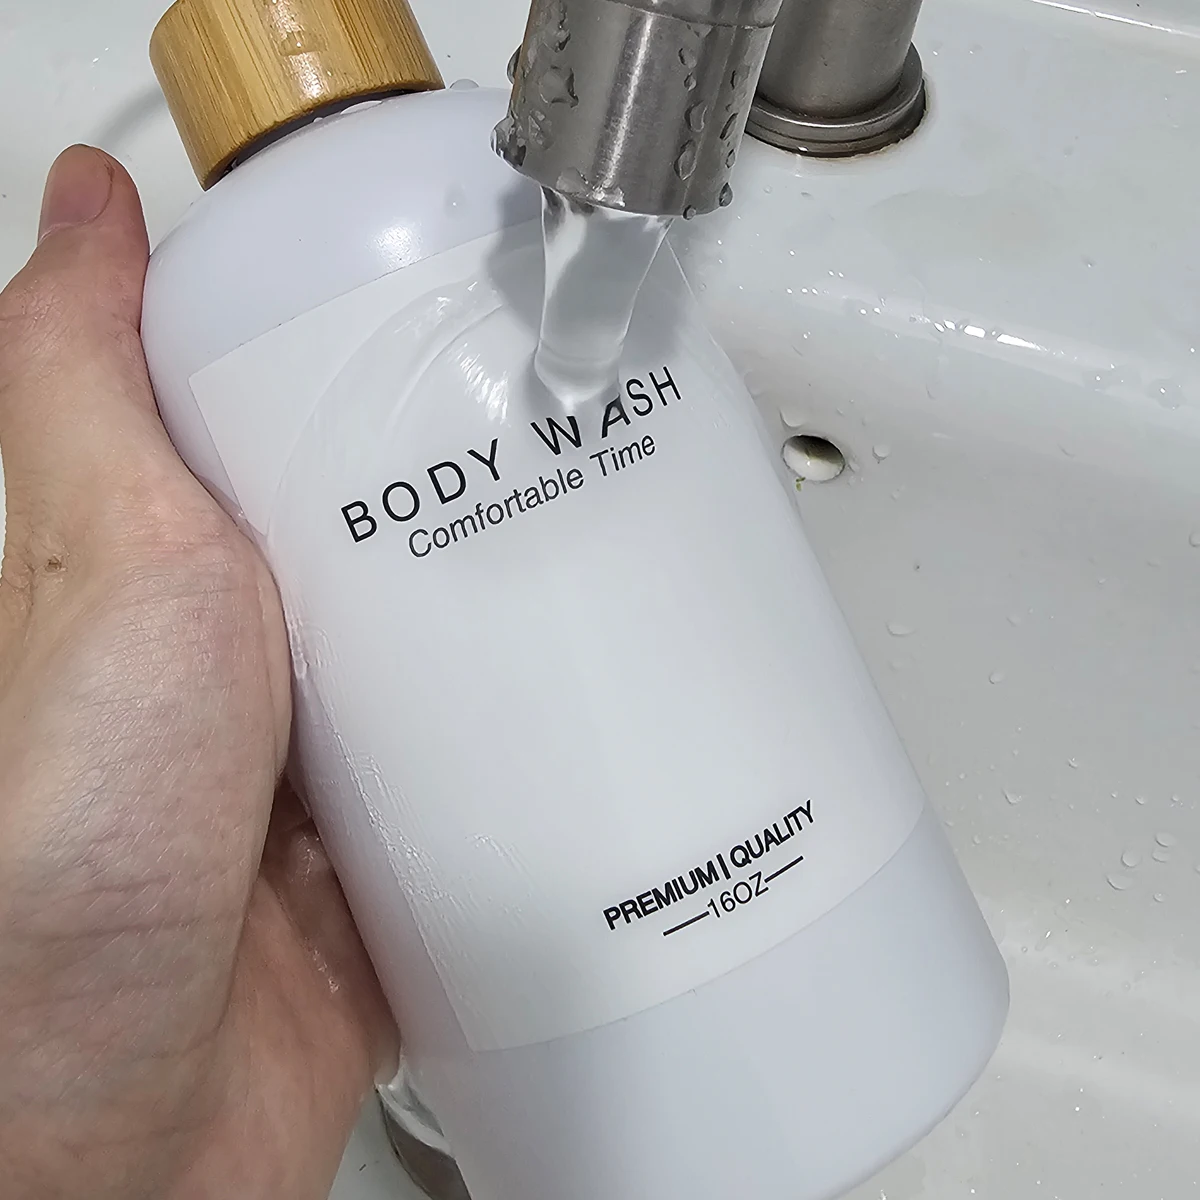 BODY WASH
Comfortable Time
PREMIUM | QUALITY
16OZ